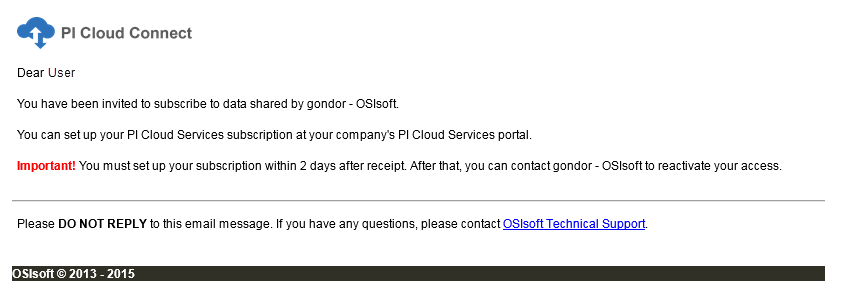 PI Cloud Connect
Dear User
You have been invited to subscribe to data shared by gondor - OSIsoft.
You can set up your PI Cloud Services subscription at your company's PI Cloud Services portal.
Important! You must set up your subscription within 2 days after receipt. After that, you can contact gondor - OSIsoft to reactivate your access.
Please DO NOT REPLY to this email message. If you have any questions, please contact OSIsoft Technical Support.
OSIsoft © 2013 - 2015